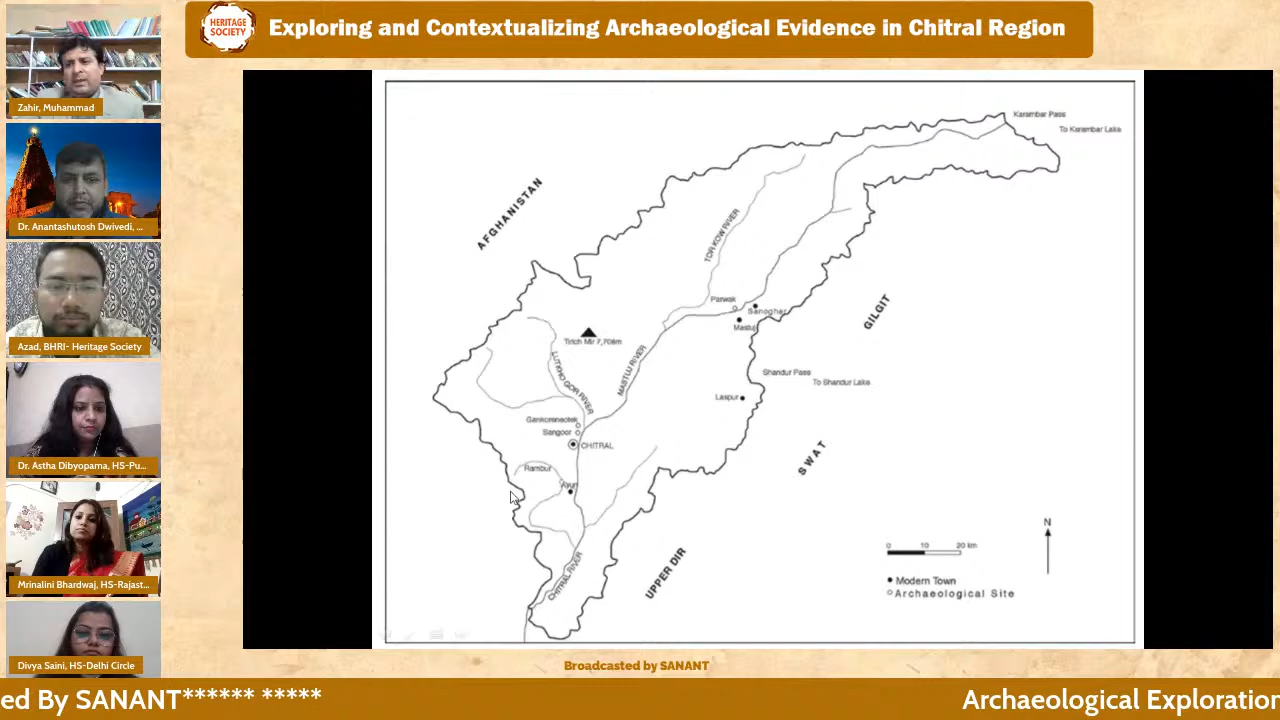 HERITAGE
SOCIETY
Exploring and Contextualizing Archaeological Evidence in Chitral Region
Zahir, Muhammad
Dr. Anantashutosh Dwivedi, ...
Azad, BHRI- Heritage Society
Dr. Astha Dibyopama, HS-Pu...
Mrinalini Bhardwaj, HS-Rajast...
Divya Saini, HS-Delhi Circle
Karambar Pass
To Karambar Lake
AFGHANISTAN
TOR KOW RIVER
Parwak
Sanoghar
Mastuj
GILGIT
Tirich Mir 7,706m
LUTKHO GOR RIVER
MASTUJ RIVER
Shandur Pass
To Shandur Lake
Laspur
Gankoreneotek
Sangoor
CHITRAL
SWAT
Rambur
Ayun
N
0 10 20 km
CHITRAL RIVER
UPPER DIR
Modern Town
Archaeological Site
Broadcasted by SANANT
ed By SANANT****** *****
Archaeological Exploration